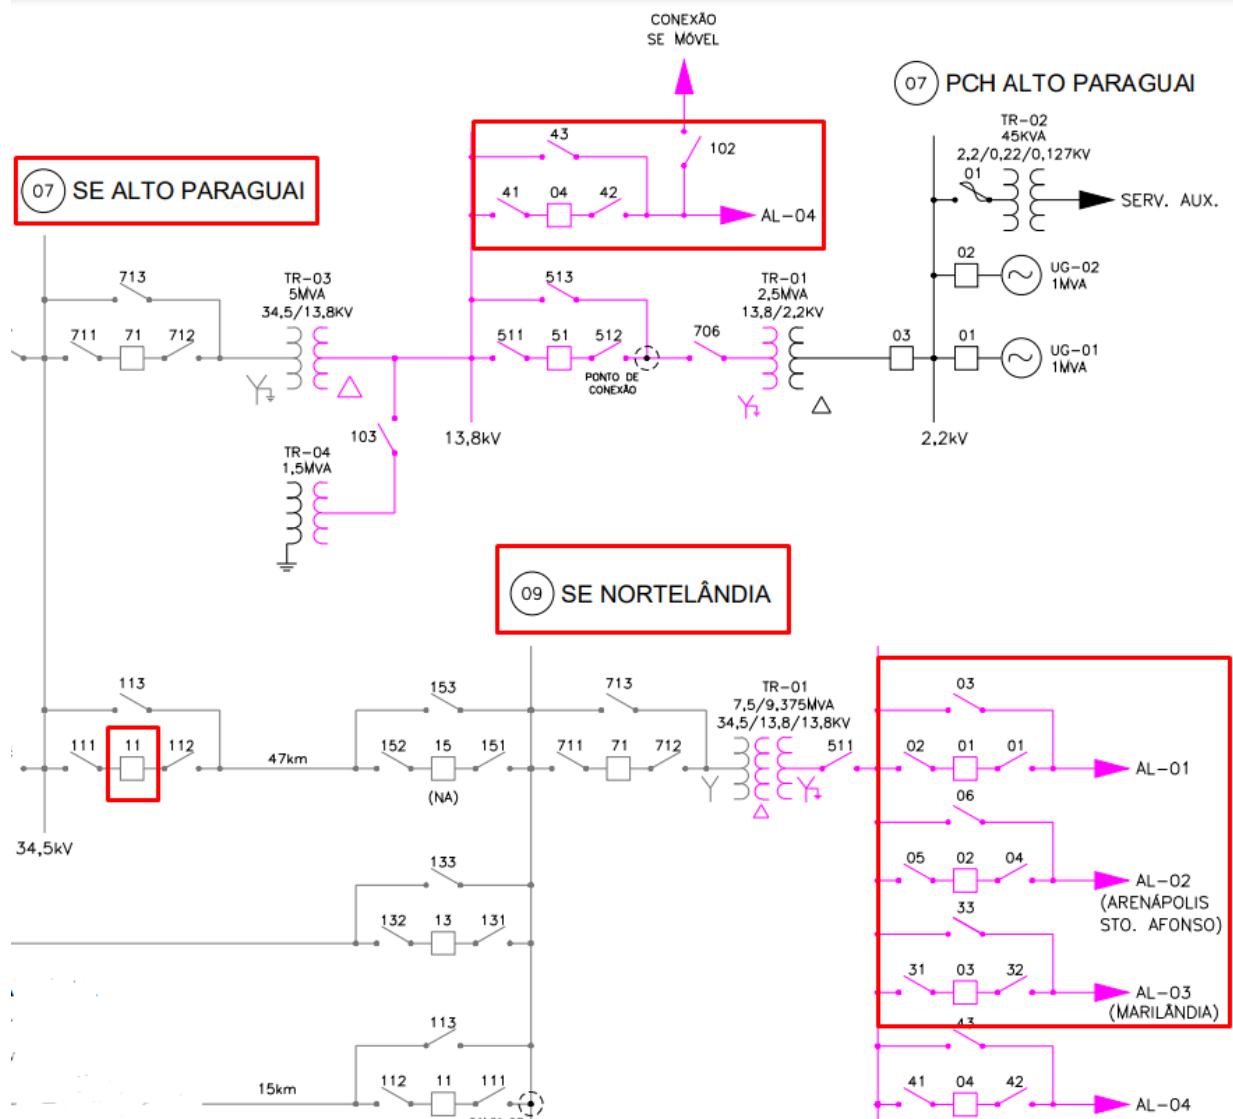 CONEXÃO
SE MÓVEL
07 PCH ALTO PARAGUAI
TR-02
45KVA
2,2/0,22/0,127KV
01
SERV. AUX.
43
102
41 04 42
AL-04
07 SE ALTO PARAGUAI
02
UG-02
1MVA
713
TR-03
5MVA
34,5/13,8KV
513
TR-01
2,5MVA
13,8/2,2KV
711 71 712
511 51 512
706
03
01
UG-01
1MVA
PONTO DE
CONEXÃO
103
13,8kV
2,2kV
TR-04
1,5MVA
09 SE NORTELÂNDIA
113
153
713
TR-01
7,5/9,375MVA
34,5/13,8/13,8KV
03
111 11 112
47km
152 15 151
(NA)
711 71 712
511
02 01 01
AL-01
34,5kV
06
05 02 04
AL-02
(ARENÁPOLIS
STO. AFONSO)
133
132 13 131
33
31 03 32
AL-03
(MARILÂNDIA)
113
43
15km
112 11 111
41 04 42
AL-04